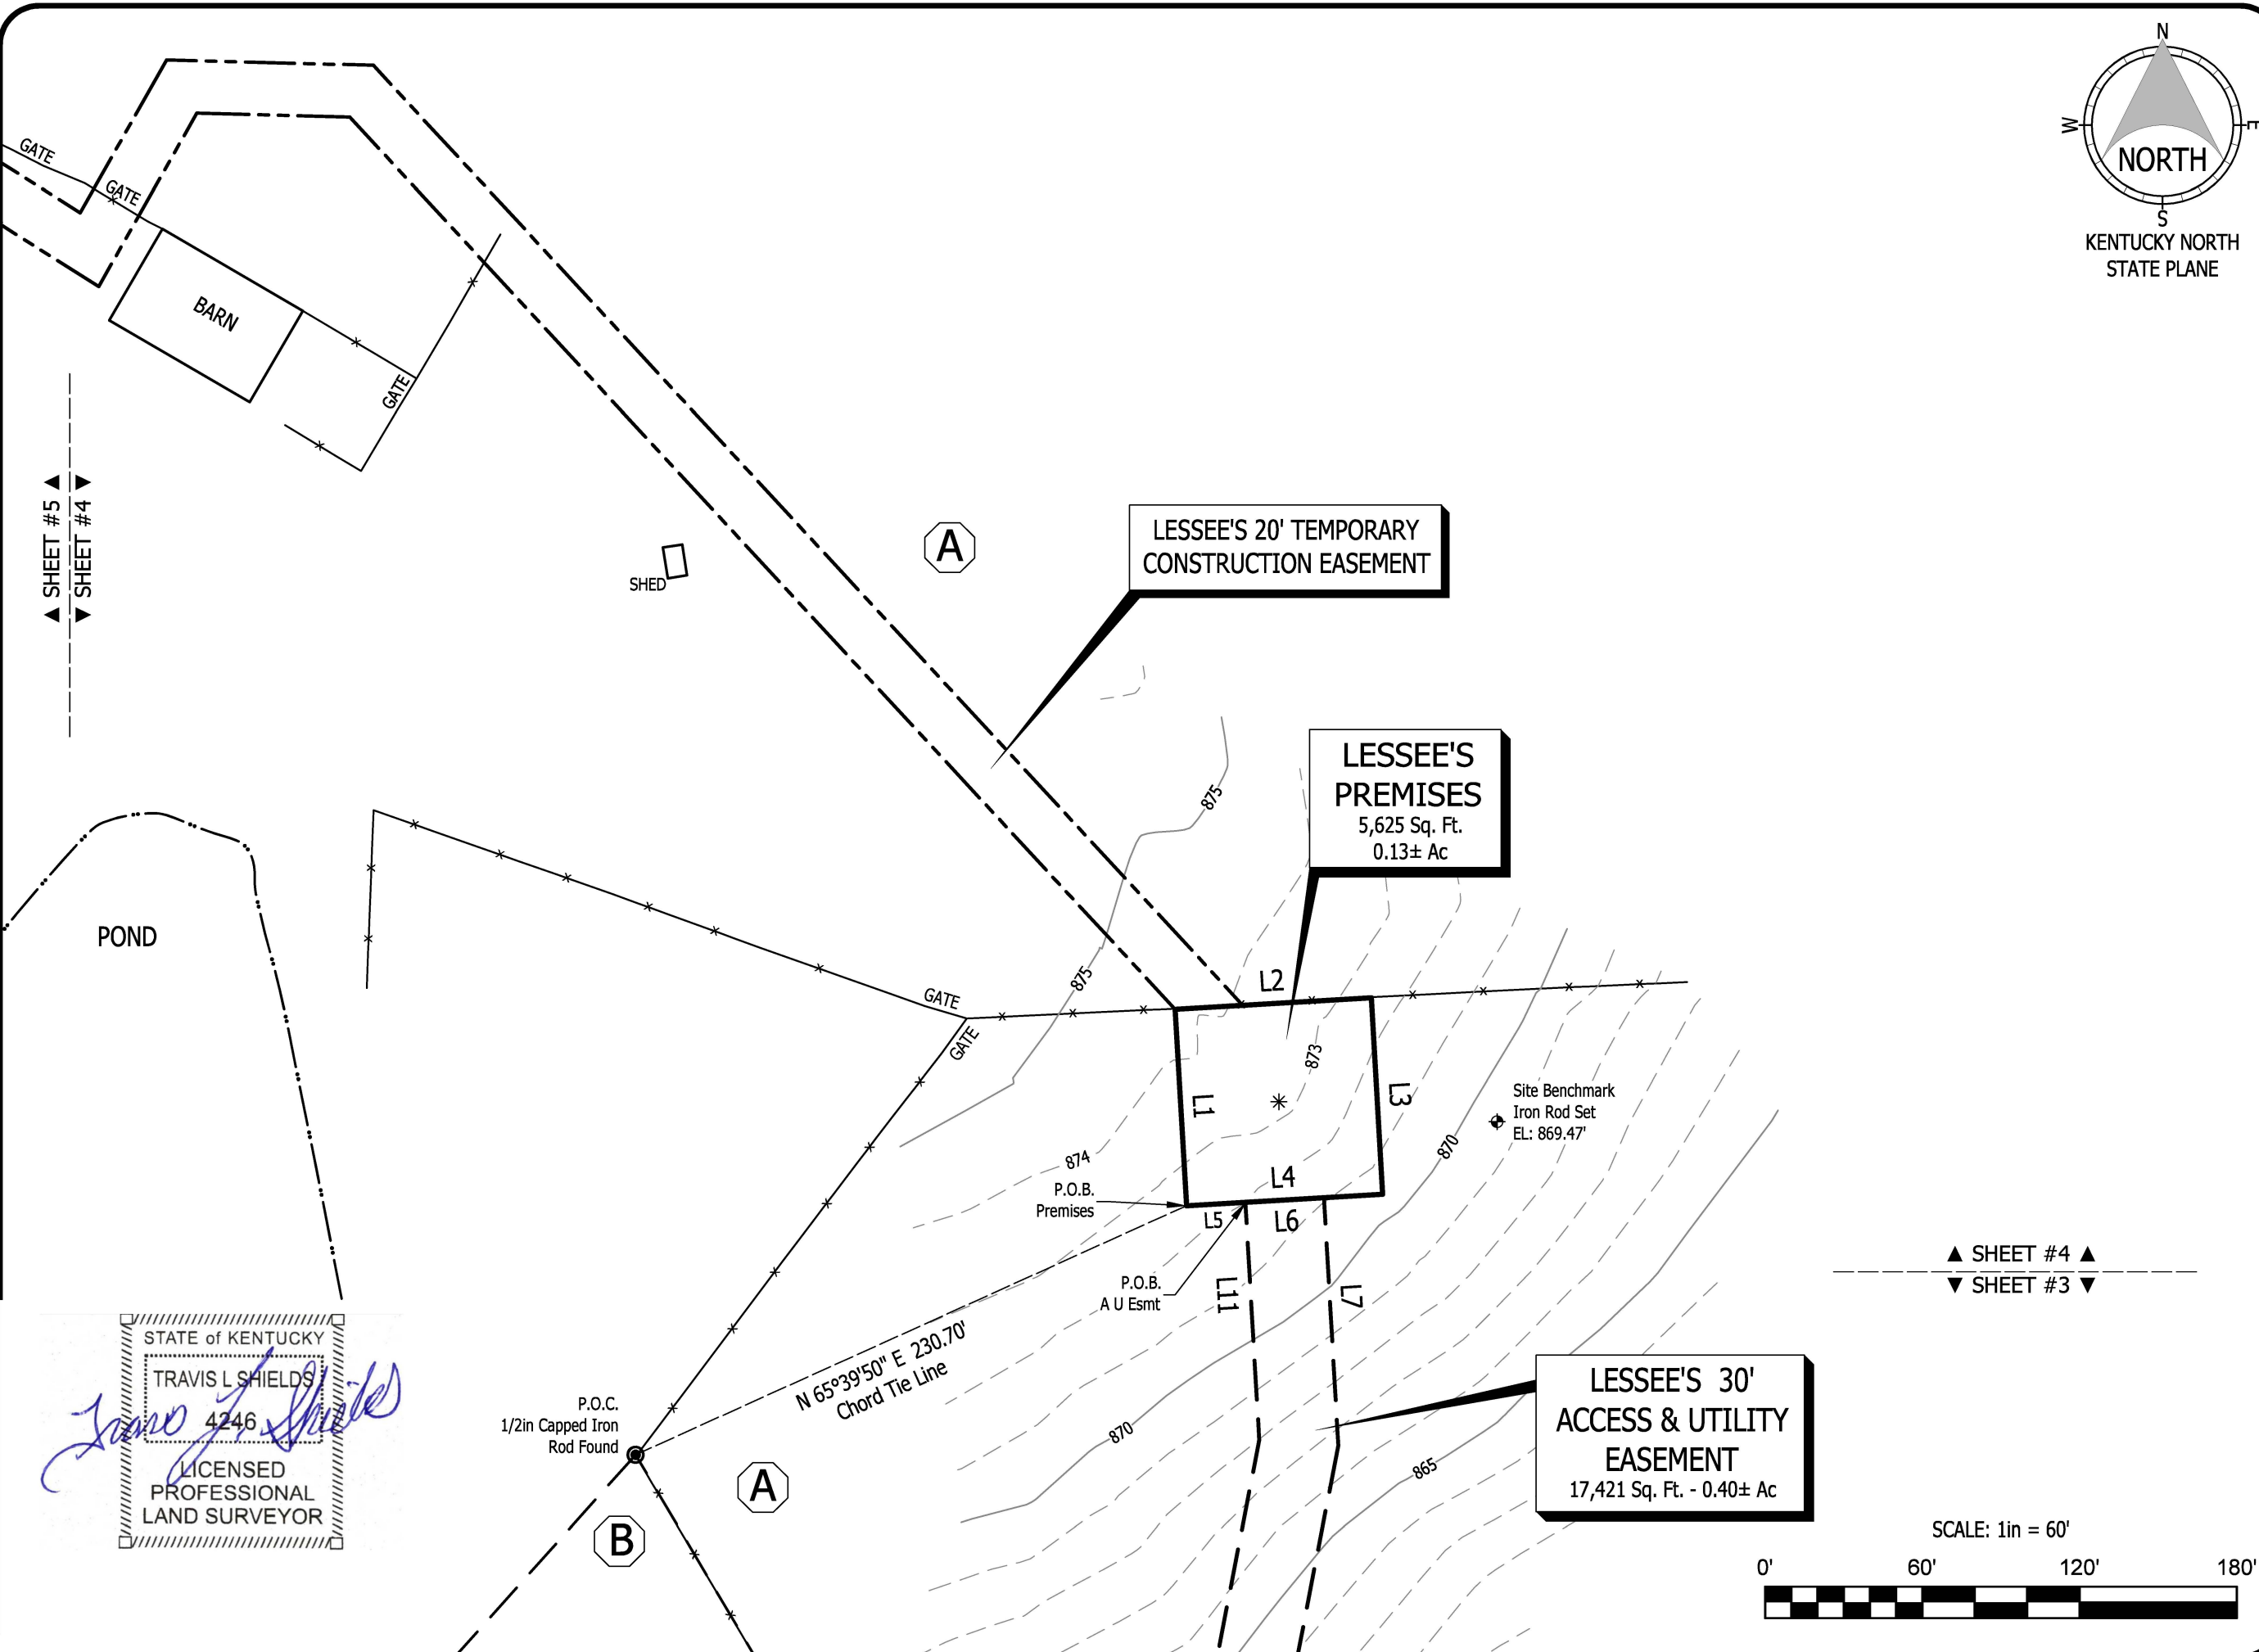 N
W
E
NORTH
S
KENTUCKY NORTH
STATE PLANE
GATE
GATE
BARN
GATE
◀ SHEET #5 ◀
▶ SHEET #4 ▶
SHED
A
LESSEE'S 20' TEMPORARY
CONSTRUCTION EASEMENT
LESSEE'S
PREMISES
5,625 Sq. Ft.
0.13± Ac
875
POND
875
GATE
GATE
L2
873
L1
L3
Site Benchmark
Iron Rod Set
EL: 869.47'
870
874
P.O.B.
Premises
L4
L5
L6
P.O.B.
A U Esmt
L11
L7
▲ SHEET #4 ▲
▼ SHEET #3 ▼
N 65°39'50" E 230.70'
Chord Tie Line
STATE of KENTUCKY
TRAVIS L SHIELDS
4246
LICENSED
PROFESSIONAL
LAND SURVEYOR
Travis L. Shields
P.O.C.
1/2in Capped Iron
Rod Found
870
865
A
B
LESSEE'S 30'
ACCESS & UTILITY
EASEMENT
17,421 Sq. Ft. - 0.40± Ac
SCALE: 1in = 60'
0' 60' 120' 180'